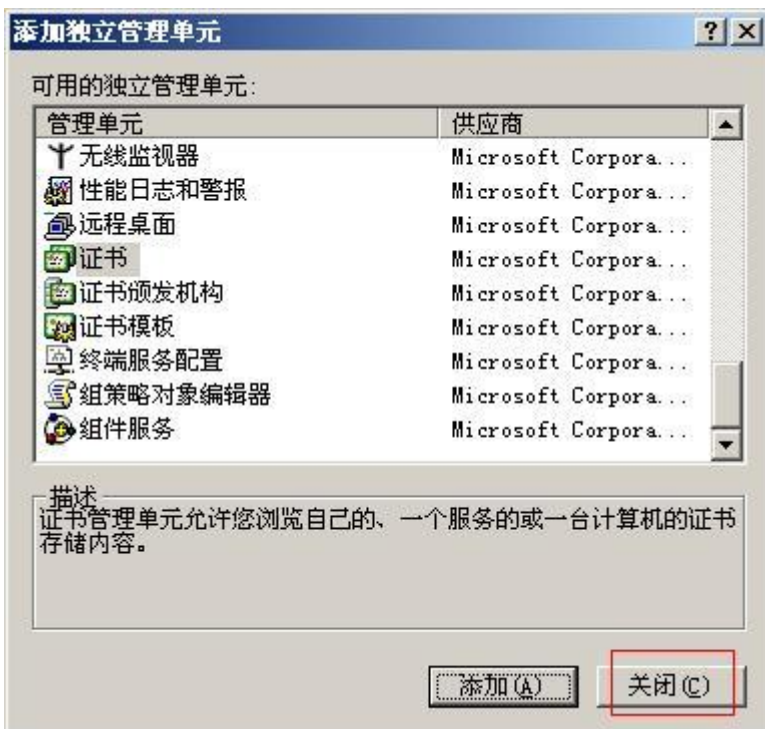 添加独立管理单元
可用的独立管理单元:
管理单元 供应商
无线监视器 Microsoft Corpora...
性能日志和警报 Microsoft Corpora...
远程桌面 Microsoft Corpora...
证书 Microsoft Corpora...
证书颁发机构 Microsoft Corpora...
证书模板 Microsoft Corpora...
终端服务配置 Microsoft Corpora...
组策略对象编辑器 Microsoft Corpora...
组件服务 Microsoft Corpora...
描述
证书管理单元允许您浏览自己的、一个服务的或一台计算机的证书
存储内容。
添加(A) 关闭(C)